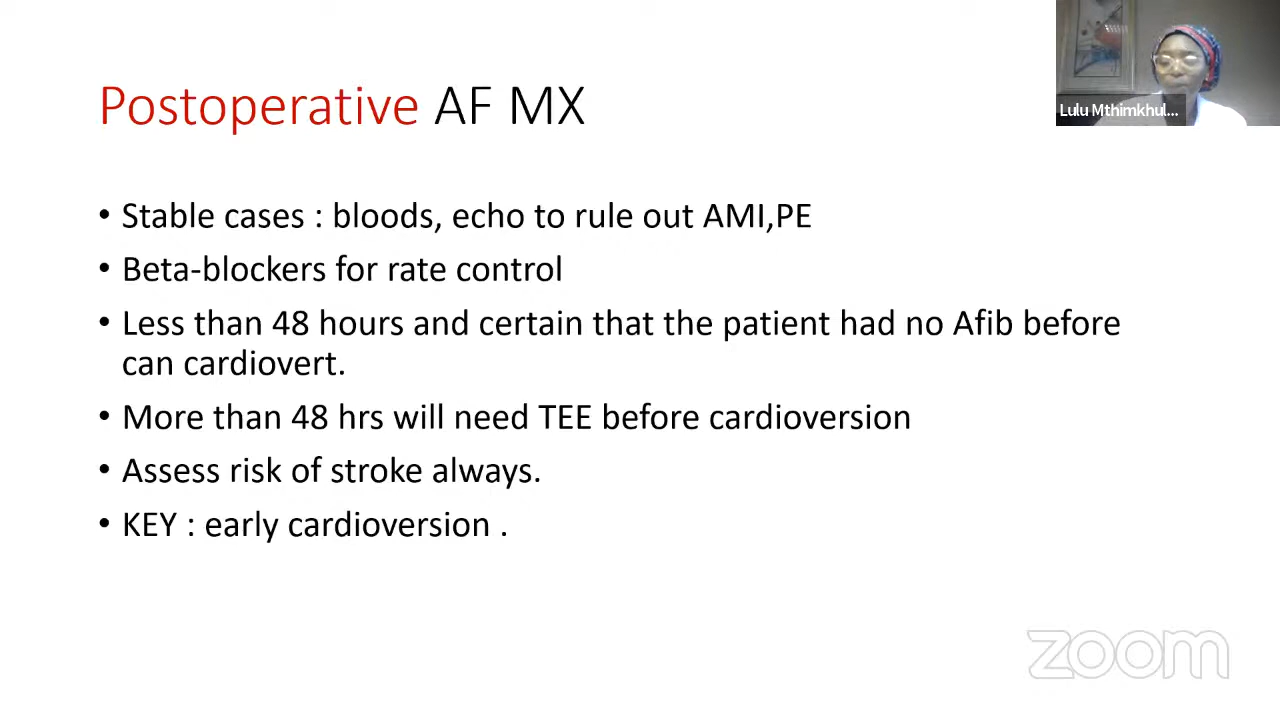 Postoperative AF MX
Lulu Mthimkhul...
• Stable cases : bloods, echo to rule out AMI,PE
• Beta-blockers for rate control
• Less than 48 hours and certain that the patient had no Afib before
can cardiovert.
• More than 48 hrs will need TEE before cardioversion
• Assess risk of stroke always.
• KEY : early cardioversion .
zoom